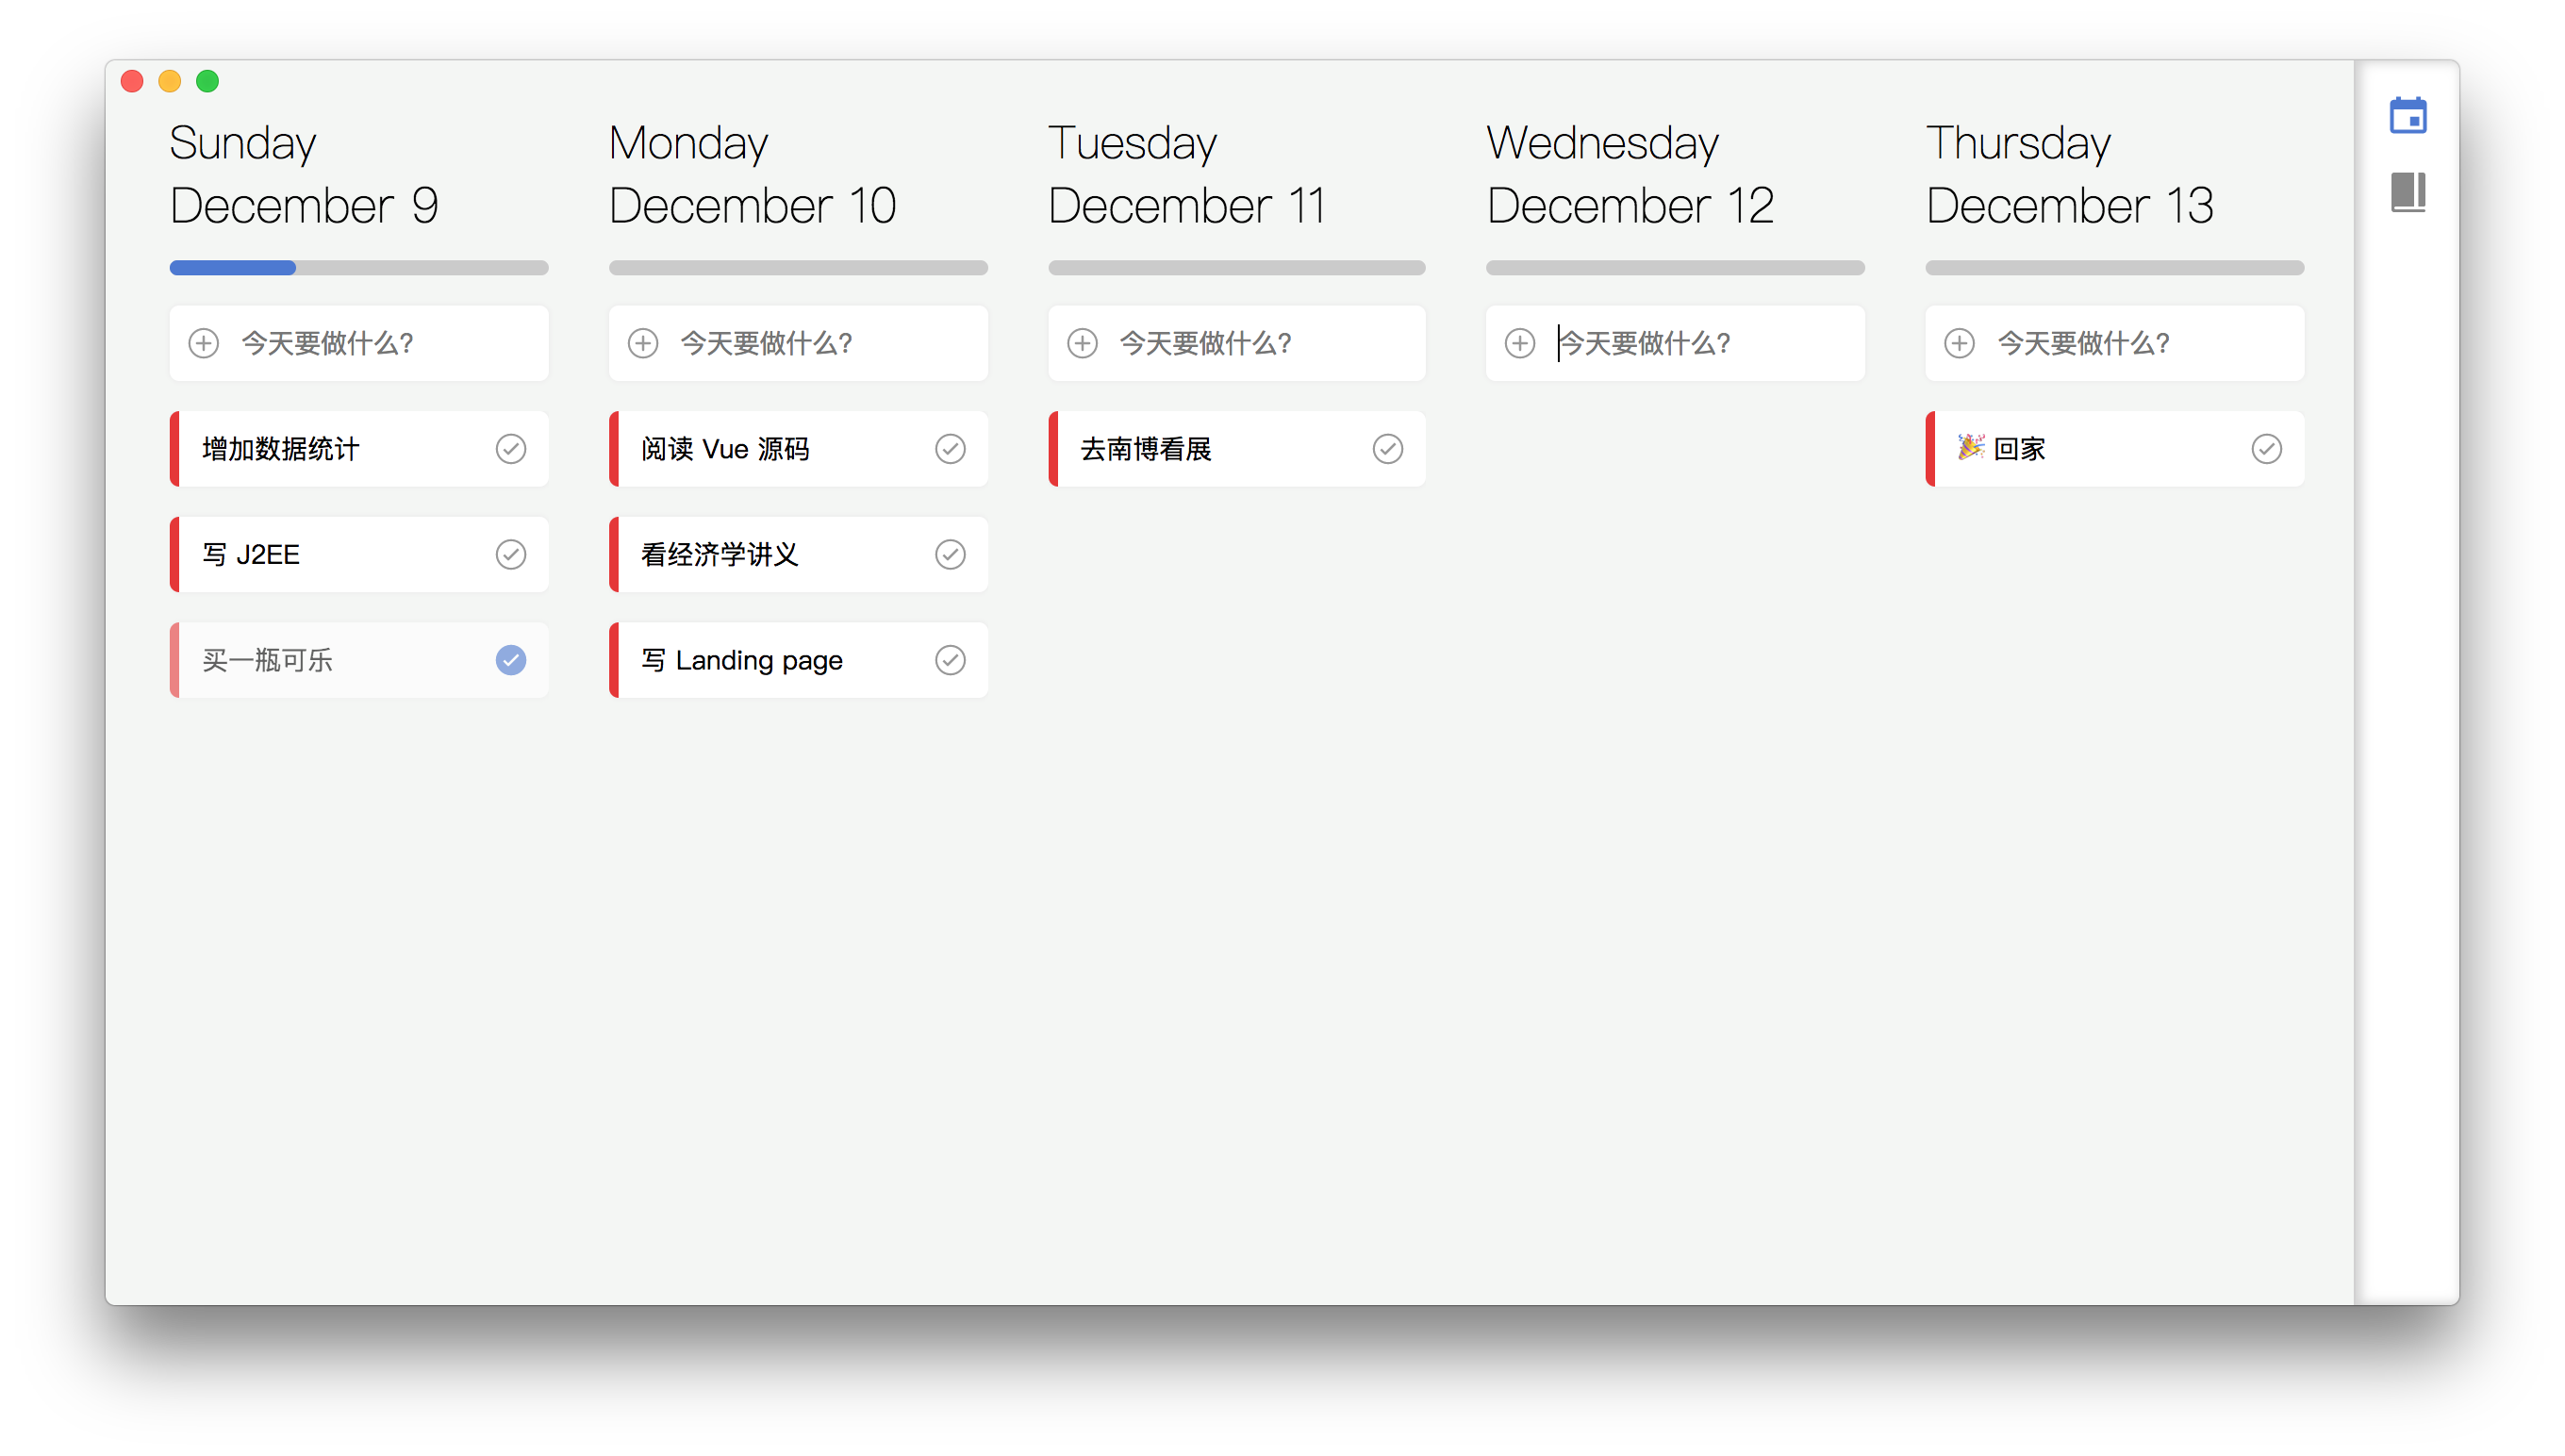 Sunday
December 9
今天要做什么?
增加数据统计
写 J2EE
买一瓶可乐
Monday
December 10
今天要做什么?
阅读 Vue 源码
看经济学讲义
写 Landing page
Tuesday
December 11
今天要做什么?
去南博看展
Wednesday
December 12
今天要做什么?
Thursday
December 13
今天要做什么?
🎉 回家